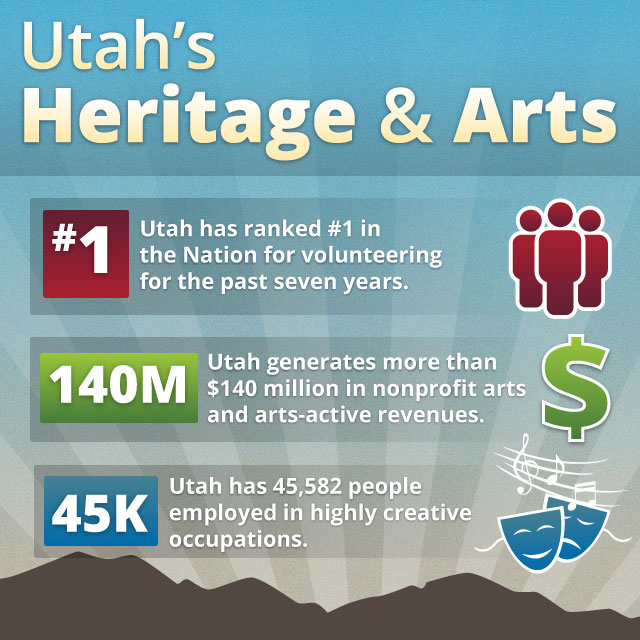 Utah's
Heritage & Arts
#1
Utah has ranked #1 in
the Nation for volunteering
for the past seven years.
140M
Utah generates more than
$140 million in nonprofit arts
and arts-active revenues.
$
45K
Utah has 45,582 people
employed in highly creative
occupations.